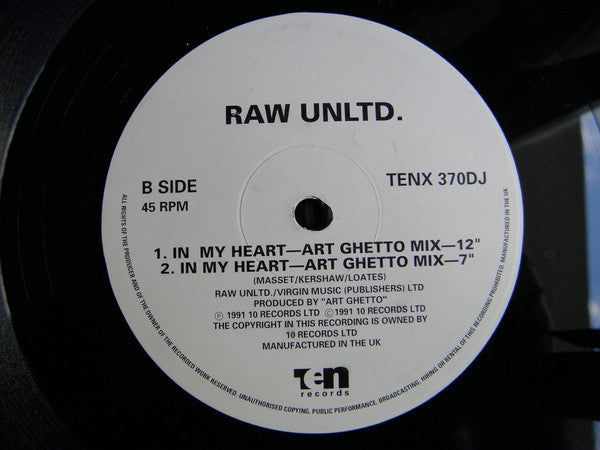 RAW UNLTD.
B SIDE
45 RPM
TENX 370DJ
1. IN MY HEART—ART GHETTO MIX—12"
2. IN MY HEART—ART GHETTO MIX—7"
(MASSET/KERSHAW/LOATES)
RAW UNLTD./VIRGIN MUSIC (PUBLISHERS) LTD
PRODUCED BY "ART GHETTO"
Ⓟ 1991 10 RECORDS LTD © 1991 10 RECORDS LTD
THE COPYRIGHT IN THIS RECORDING IS OWNED BY
10 RECORDS LTD
MANUFACTURED IN THE UK
ten
records
ALL RIGHTS OF THE PRODUCER AND OF THE OWNER OF THE RECORDED WORK RESERVED. UNAUTHORISED COPYING, PUBLIC PERFORMANCE, BROADCASTING, HIRING OR RENTAL OF THIS RECORDING PROHIBITED. MANUFACTURED IN THE UK